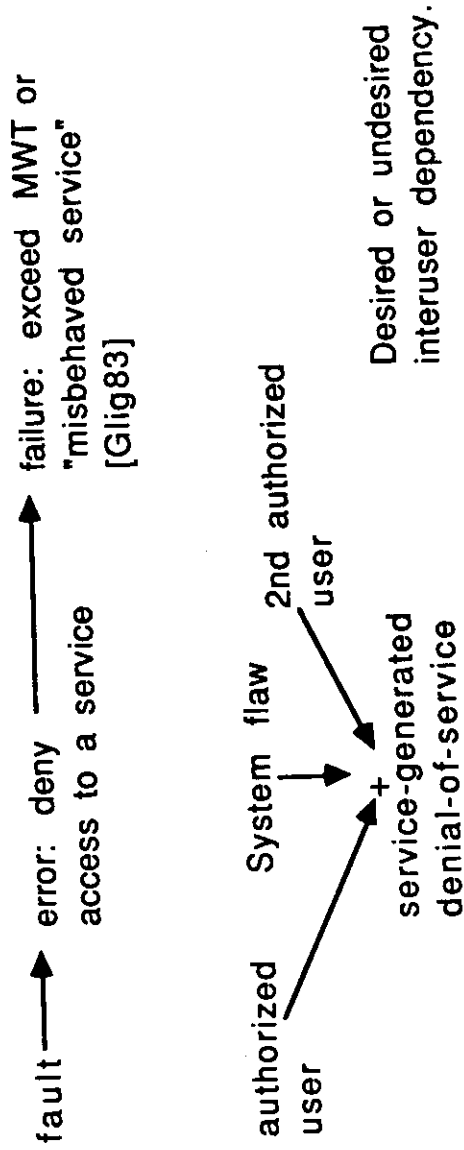 fault
error: deny
access to a service
failure: exceed MWT or
"misbehaved service"
[Glig83]
authorized
user
System flaw
2nd authorized
user
+
service-generated
denial-of-service
Desired or undesired
interuser dependency.